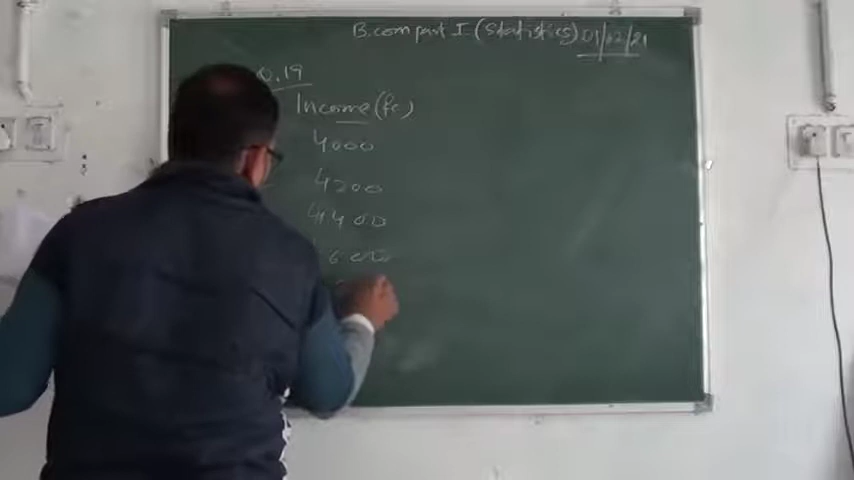 B.com part I (Statistics) 01/02/21
Q.19
Income (Rs)
4000
4200
4400
4600